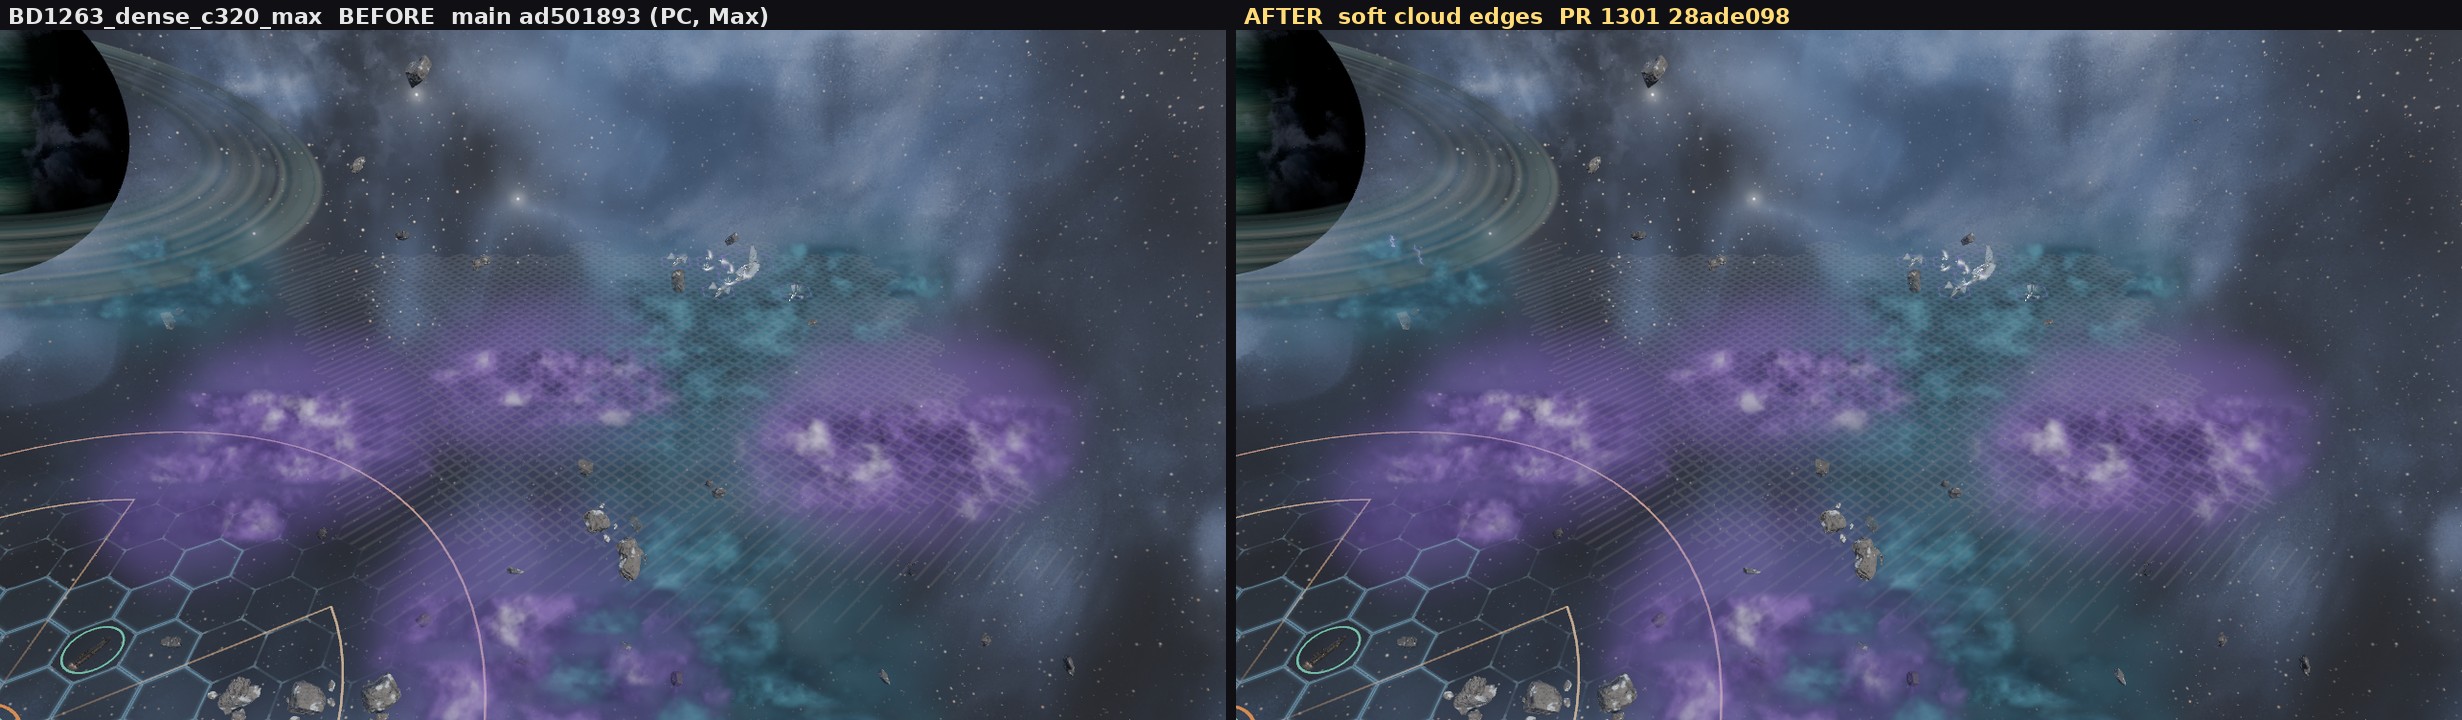 BD1263_dense_c320_max  BEFORE  main ad501893 (PC, Max)
AFTER  soft cloud edges  PR 1301 28ade098